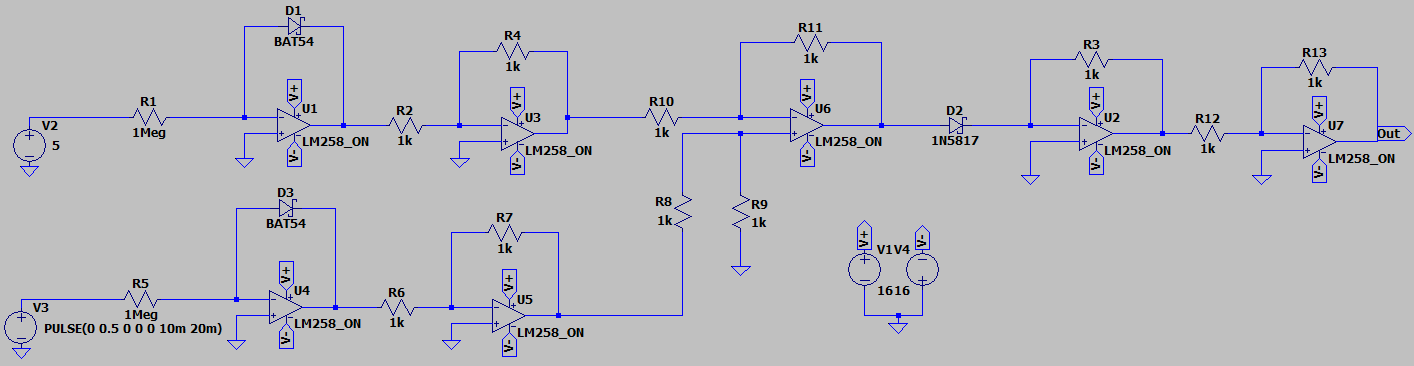 D1
BAT54
R4
1k
R11
1k
R3
1k
R13
1k
V+
U1
V2
5
R1
1Meg
LM258_ON
V-
R2
1k
V+
U3
LM258_ON
V-
R10
1k
V+
U6
LM258_ON
V-
D2
1N5817
V+
U2
LM258_ON
V-
R12
1k
V+
U7
LM258_ON
V-
Out
D3
BAT54
R7
1k
R8
1k
R9
1k
V3
PULSE(0 0.5 0 0 0 10m 20m)
R5
1Meg
V+
U4
LM258_ON
V-
R6
1k
V+
U5
LM258_ON
V-
V+
V1
16
V-
V4
16